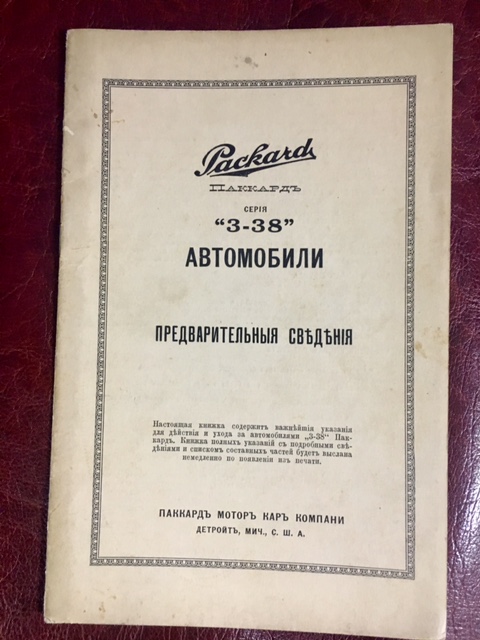 Packard
ПАККАРДЪ
СЕРІЯ
"3-38"
АВТОМОБИЛИ
ПРЕДВАРИТЕЛЬНЫЯ СВѢДѢНІЯ
Настоящая книжка содержитъ важнѣйшія указанія
для дѣйствія и ухода за автомобилями „3-38“ Пак-
кардъ. Книжка полныхъ указаній съ подробными свѣ-
дѣніями и спискомъ составныхъ частей будетъ выслана
немедленно по появленіи изъ печати.
ПАККАРДЪ МОТОРЪ КАРЪ КОМПАНИ
ДЕТРОЙТЪ, МИЧ., С. Ш. А.